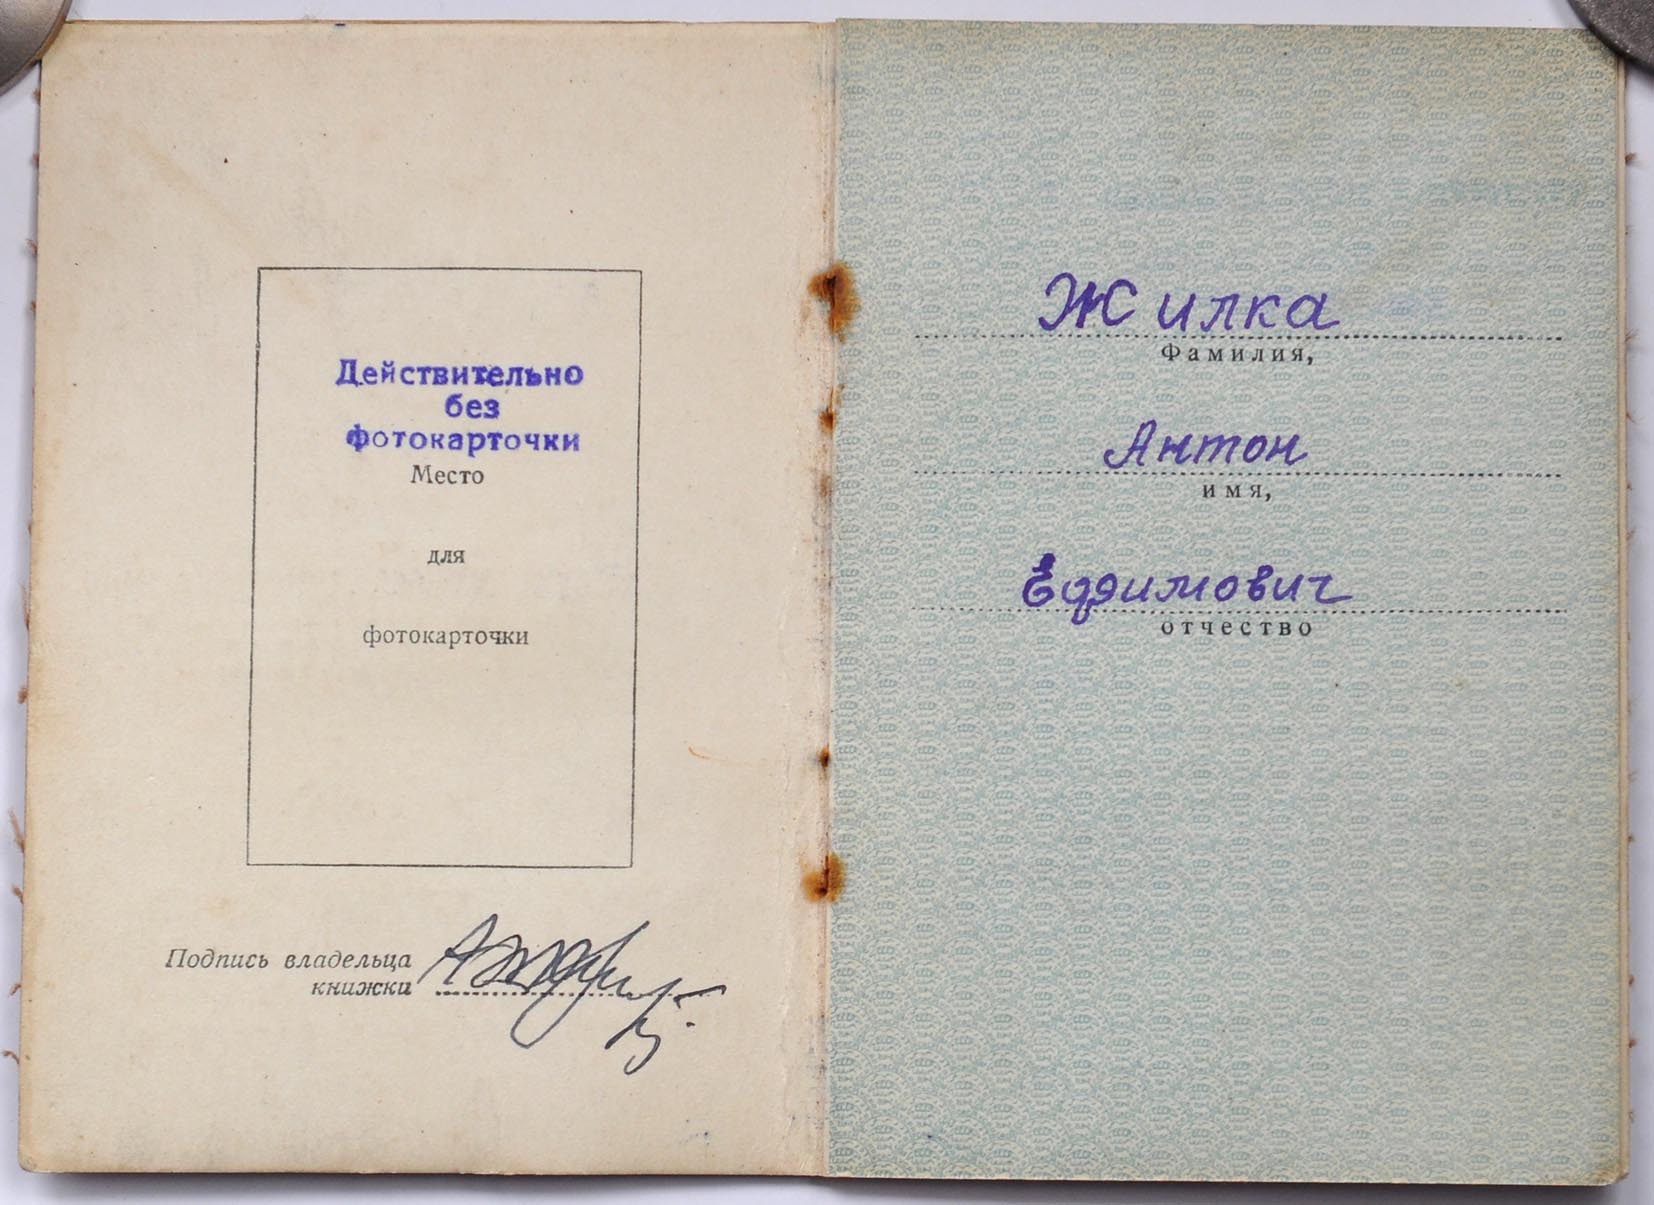 Действительно
без
фотокарточки
Место
для
фотокарточки
Подпись владельца
книжки
Жилка
Фамилия,
Антон
имя,
Ефимович
отчество